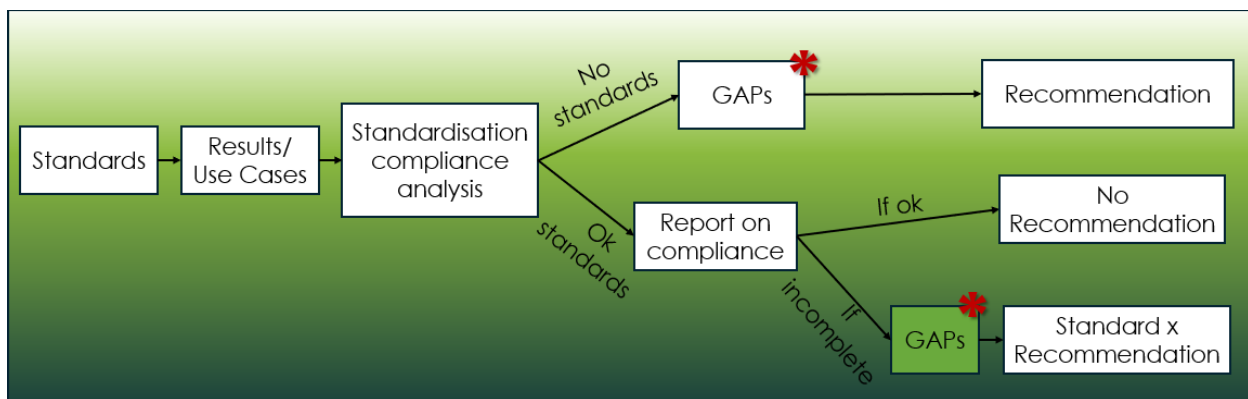 Standards
Results/
Use Cases
Standardisation
compliance
analysis
No
standards
GAPs
*
Recommendation
Ok
standards
Report on
compliance
If ok
No
Recommendation
If
incomplete
GAPs
*
Standard x
Recommendation